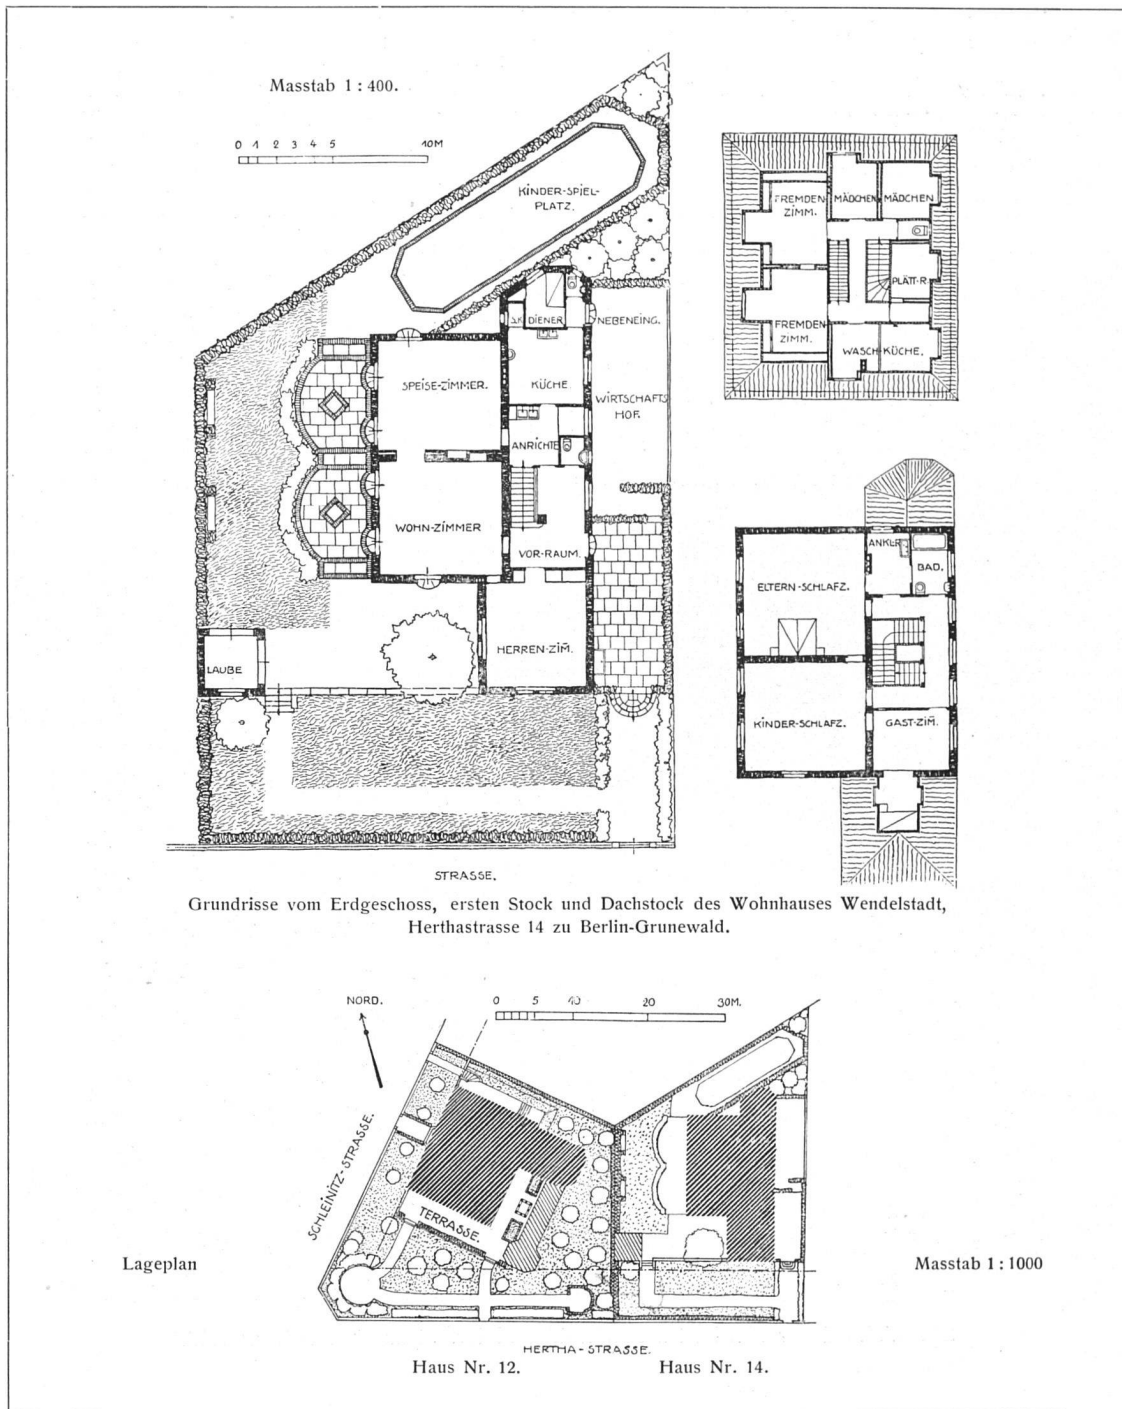 Masstab 1 : 400.
0 1 2 3 4 5 10M
KINDER-SPIEL-
PLATZ.
S.K. DIENER
NEBENEING.
SPEISE-ZIMMER.
KÜCHE
WIRTSCHAFTS
HOF.
ANRICHTE
WOHN-ZIMMER
VOR-RAUM.
HERREN-ZIM.
LAUBE
STRASSE.
FREMDEN
ZIMM.
MÄDCHEN
MÄDCHEN
PLÄTT-R.
FREMDEN
ZIMM.
WASCH KÜCHE.
ANKLR
BAD.
ELTERN-SCHLAFZ.
KINDER-SCHLAFZ.
GAST-ZIM̄.
Grundrisse vom Erdgeschoss, ersten Stock und Dachstock des Wohnhauses Wendelstadt,
Herthastrasse 14 zu Berlin-Grunewald.
NORD.
0 5 10 20 30M.
SCHLEINITZ-STRASSE.
TERRASSE.
Lageplan
Masstab 1 : 1000
HERTHA-STRASSE.
Haus Nr. 12. Haus Nr. 14.